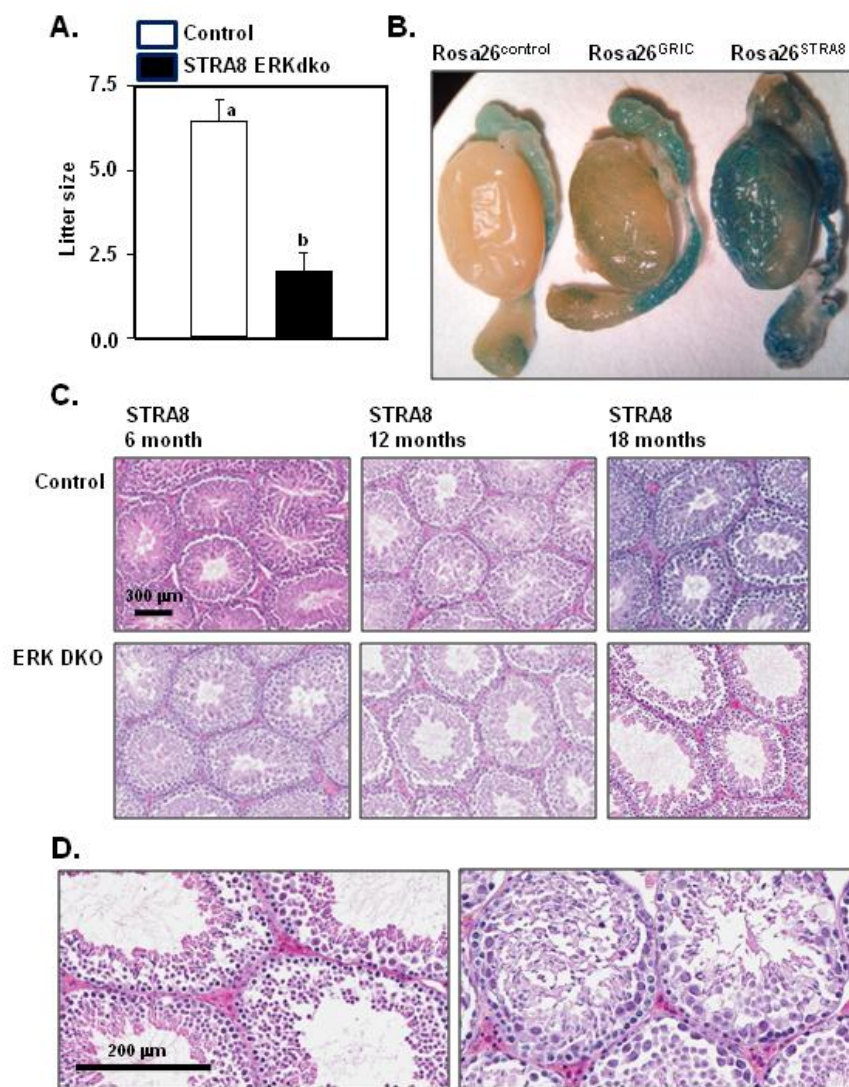 A.
Control
STRA8 ERKdko
7.5
5.0
2.5
0.0
Litter size
a
b
B.
Rosa26control
Rosa26GRIC
Rosa26STRA8
C.
STRA8
6 month
STRA8
12 months
STRA8
18 months
Control
300 µm
ERK DKO
D.
200 µm